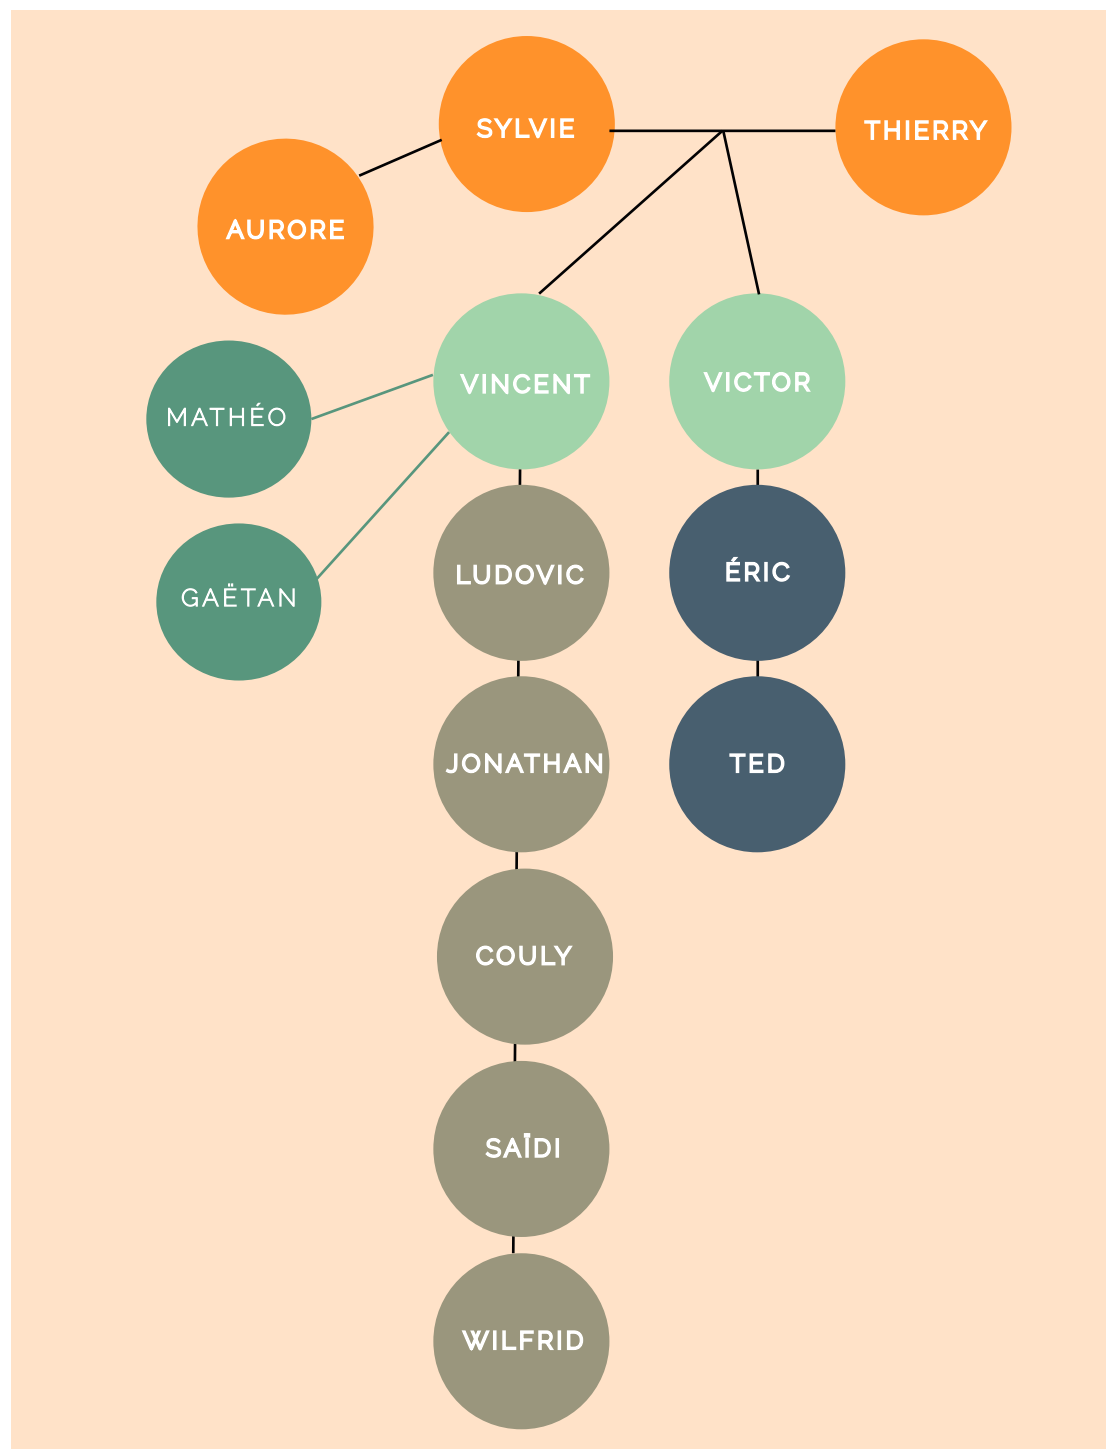 SYLVIE
THIERRY
AURORE
VINCENT
VICTOR
MATHÉO
GAËTAN
LUDOVIC
ÉRIC
JONATHAN
TED
COULY
SAÏDI
WILFRID